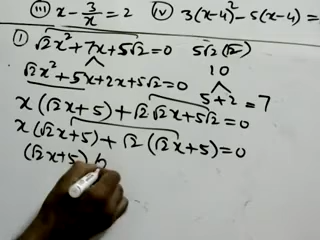 (iii) x - 3/x = 2 (iv) 3(x-4)² - 5(x-4) =
(i) √2x² + 7x + 5√2 = 0 5√2(√2)
10
√2x² + 5x + 2x + 5√2 = 0
5 + 2 = 7
x(√2x + 5) + √2√2x + 5√2 = 0
x(√2x + 5) + √2(√2x + 5) = 0
(√2x + 5)(